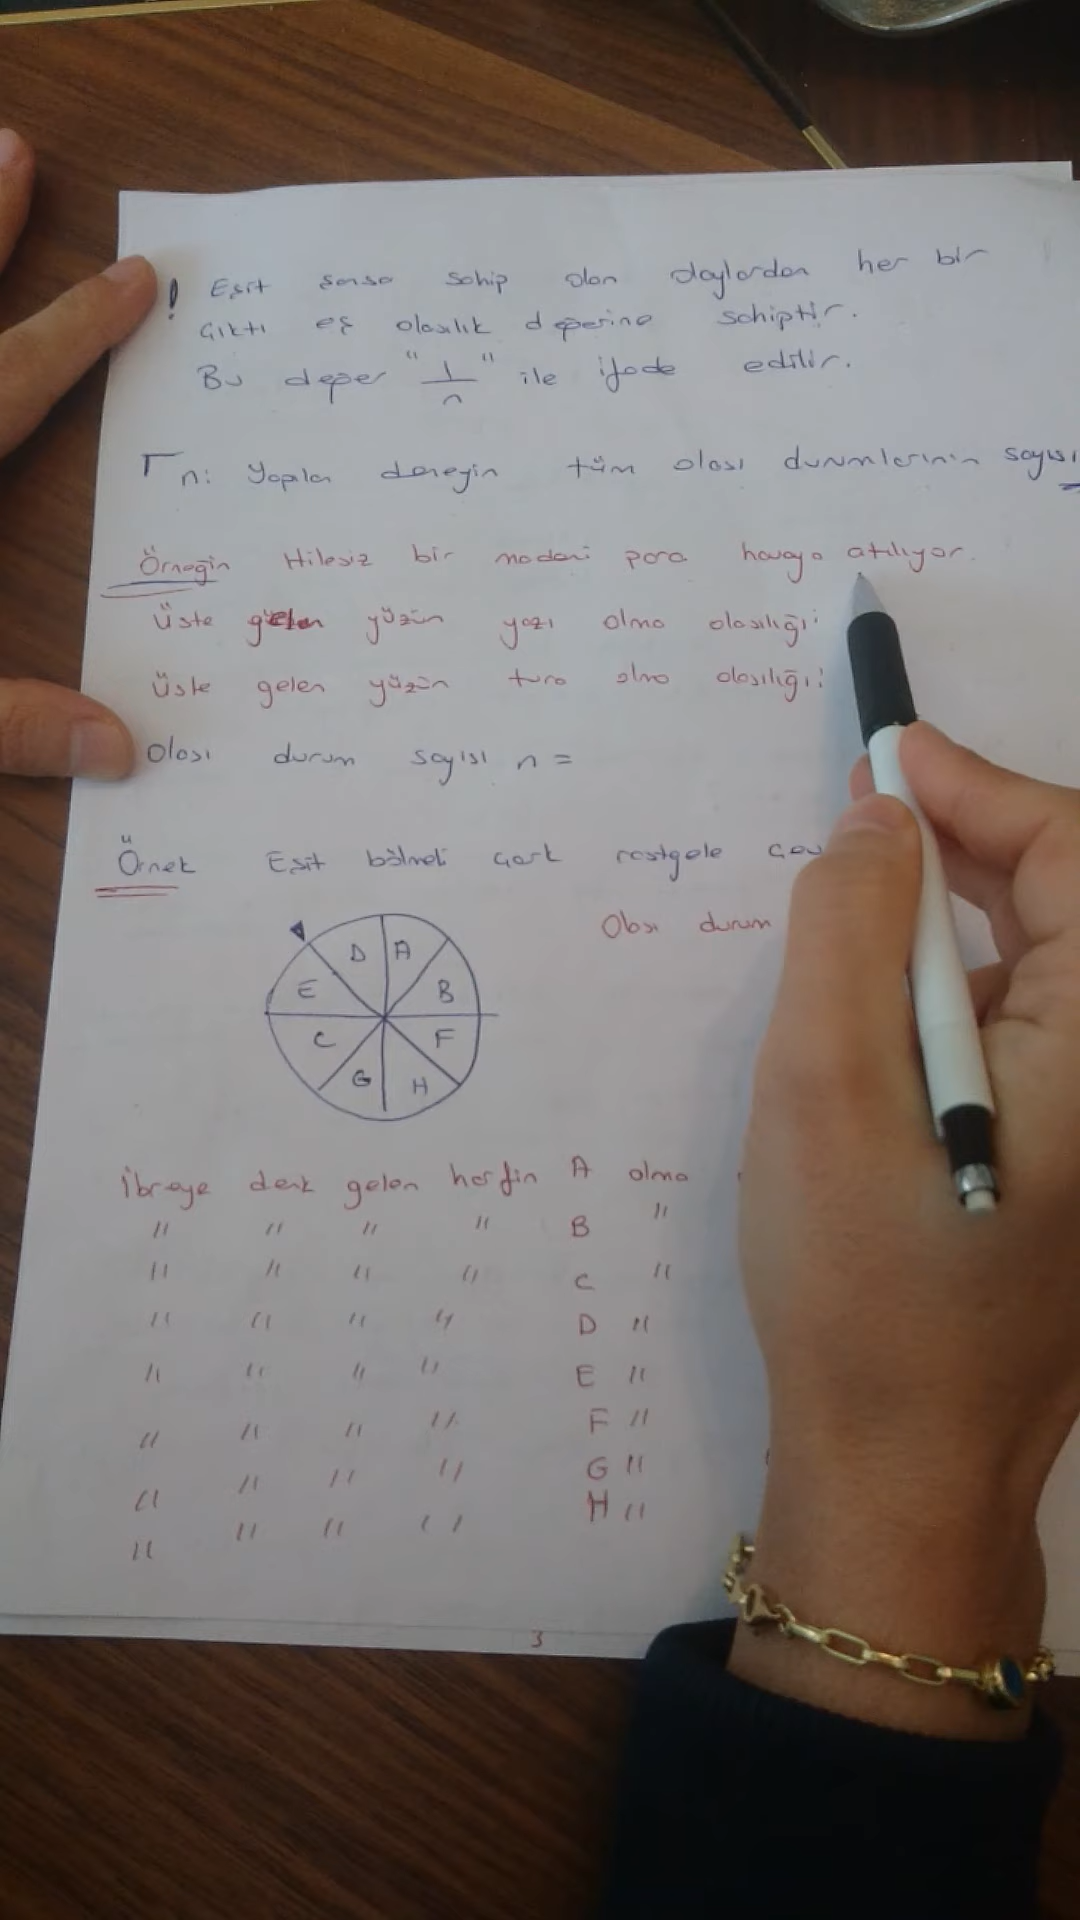 ! Eşit şansa sahip olan olaylardan her bir
çıktı eş olasılık değerine sahiptir.
Bu değer "1/n" ile ifade edilir.
n: Yapılan deneyin tüm olası durumlarının sayısı
Örneğin Hilesiz bir madeni para havaya atılıyor.
Üste gelen yüzün yazı olma olasılığı:
Üste gelen yüzün tura olma olasılığı:
Olası durum sayısı n =
Örnek Eşit bölmeli çark rastgele
Olası durum
D A
E B
C F
G H
İbreye denk gelen harfin A olma
" " " " B "
" " " " C "
" " " " D "
" " " " E "
" " " " F "
" " " " G "
" " " " H "
3